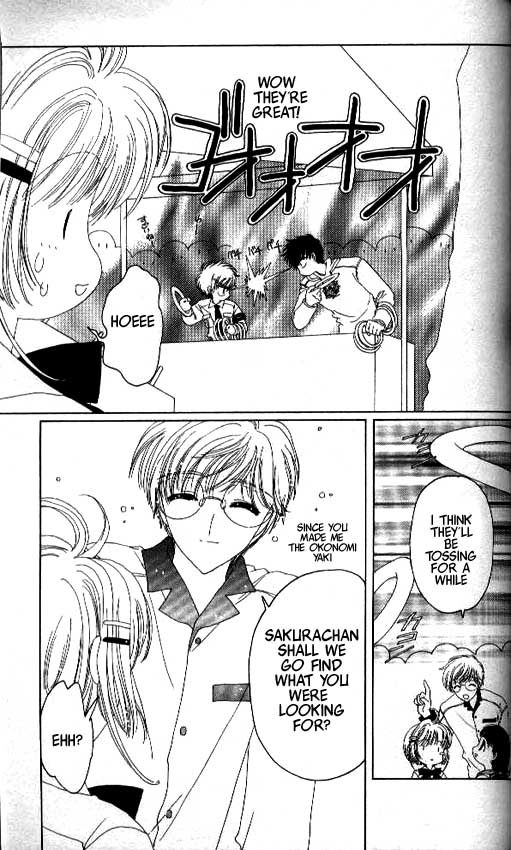 WOW
THEY'RE
GREAT!
ゴオオオオ
HOEEE
I THINK
THEY'LL
BE
TOSSING
FOR A
WHILE
SINCE YOU
MADE ME
THE OKONOMI
YAKI
SAKURACHAN
SHALL WE
GO FIND
WHAT YOU
WERE
LOOKING
FOR?
EHH?